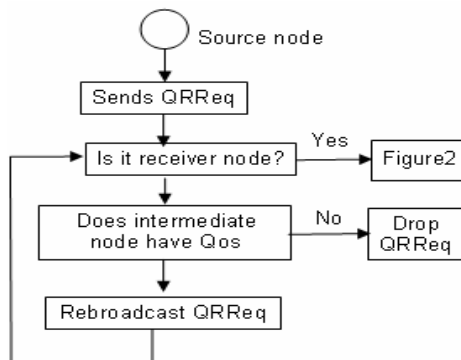 Source node
Sends QRReq
Is it receiver node?
Yes
Figure2
Does intermediate
node have Qos
No
Drop
QRReq
Rebroadcast QRReq